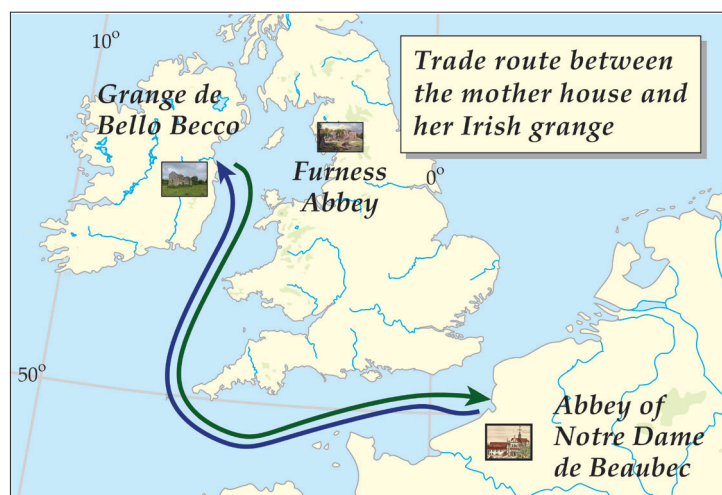 10°
Trade route between
the mother house and
her Irish grange
Grange de
Bello Becco
Furness
Abbey
0°
50°
Abbey of
Notre Dame
de Beaubec